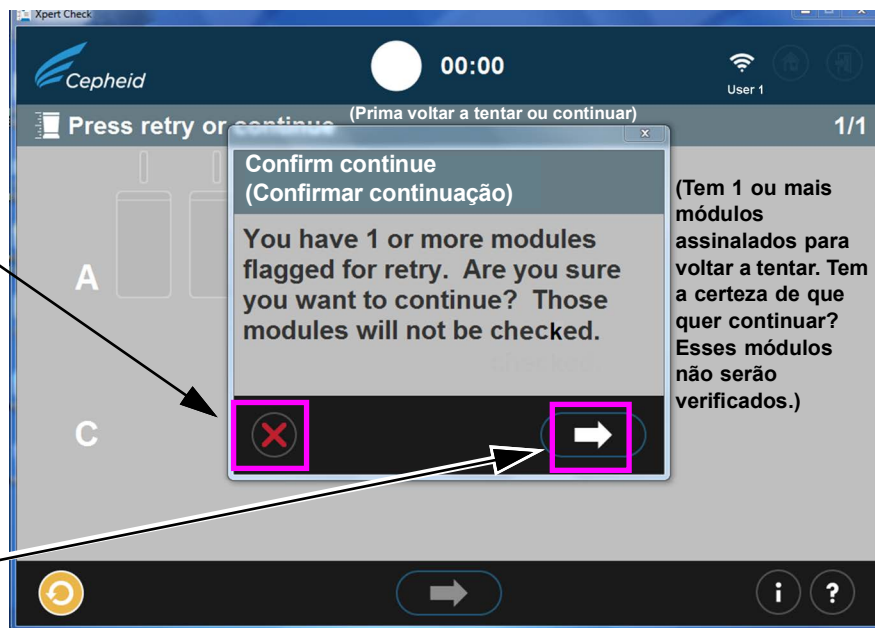 Xpert Check
Cepheid
00:00
User 1
Press retry or continue
(Prima voltar a tentar ou continuar)
1/1
Confirm continue
(Confirmar continuação)
You have 1 or more modules
flagged for retry. Are you sure
you want to continue? Those
modules will not be checked.
(Tem 1 ou mais
módulos
assinalados para
voltar a tentar. Tem
a certeza de que
quer continuar?
Esses módulos
não serão
verificados.)
A
C
i
?